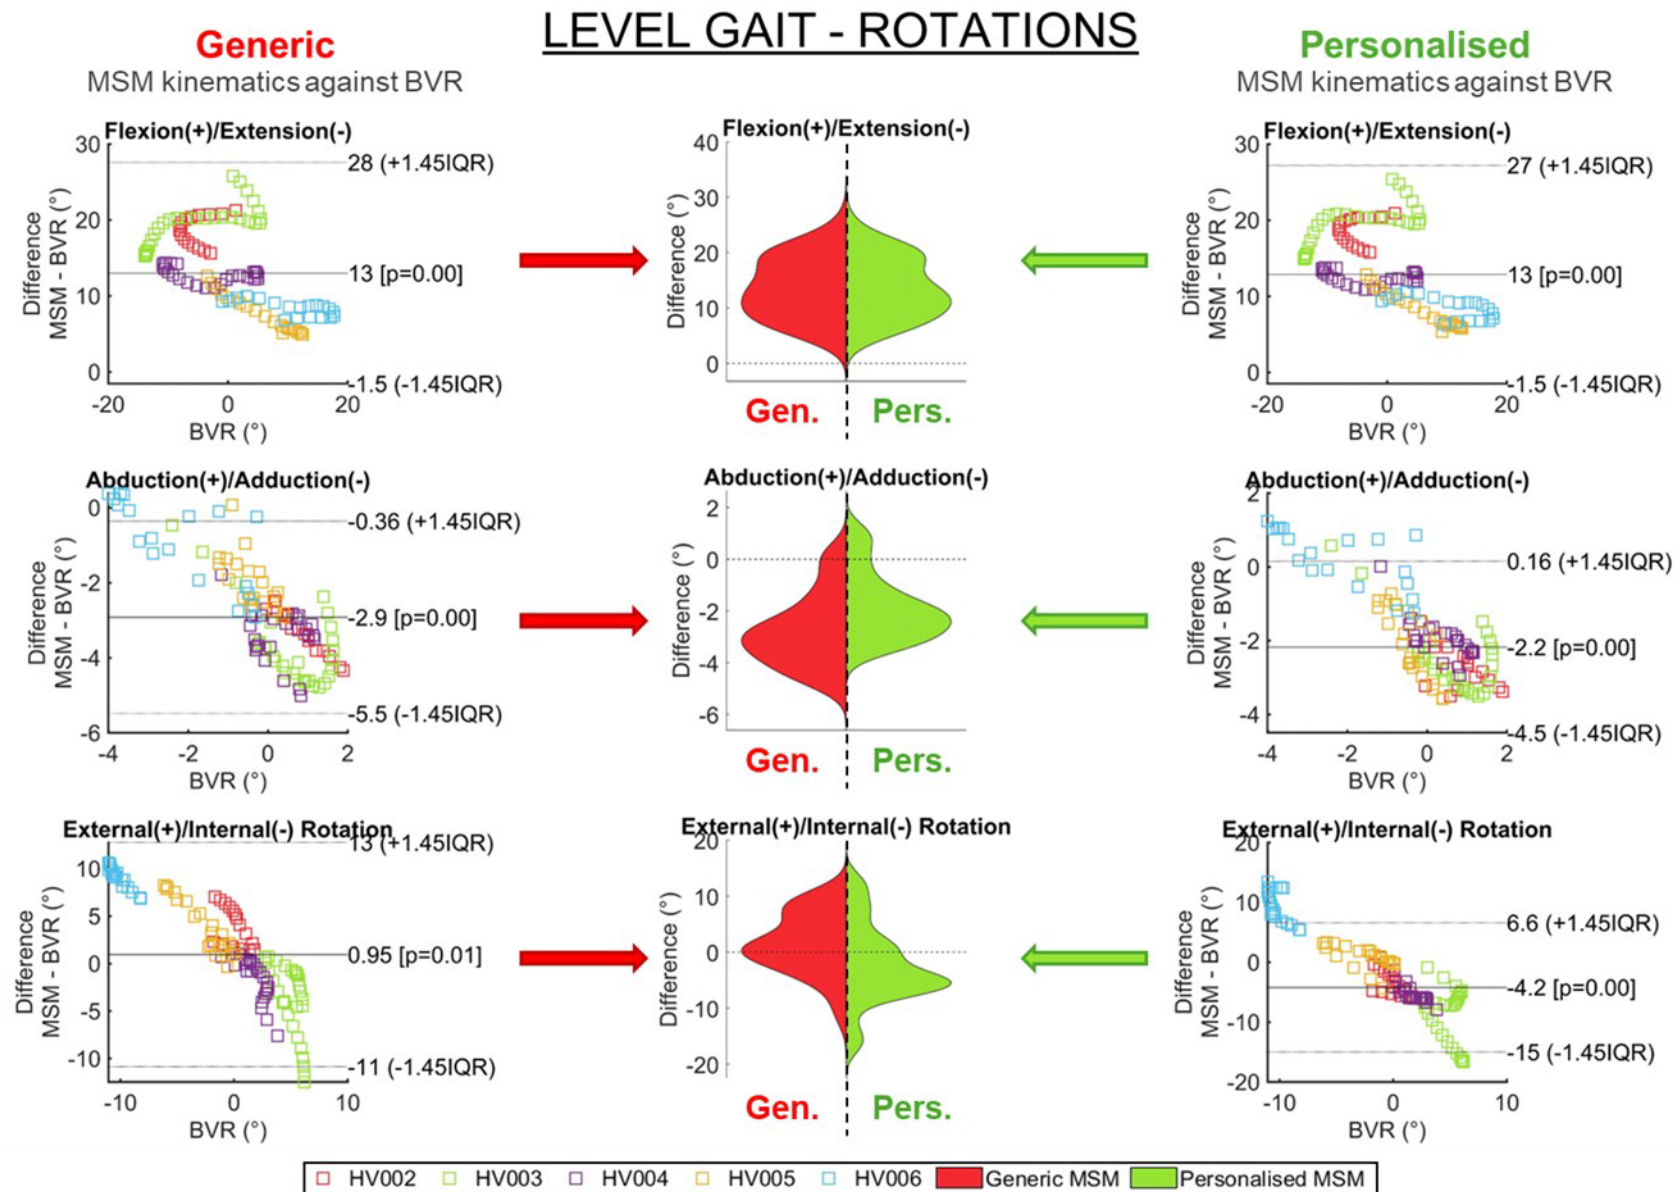 LEVEL GAIT - ROTATIONS
Generic
MSM kinematics against BVR
Personalised
MSM kinematics against BVR
Flexion(+)/Extension(-)
30
20
10
0
Difference
MSM - BVR (°)
28 (+1.45IQR)
13 [p=0.00]
-1.5 (-1.45IQR)
-20 0 20
BVR (°)
Flexion(+)/Extension(-)
40
30
20
10
0
Difference (°)
Gen. Pers.
Flexion(+)/Extension(-)
30
20
10
0
Difference
MSM - BVR (°)
27 (+1.45IQR)
13 [p=0.00]
-1.5 (-1.45IQR)
-20 0 20
BVR (°)
Abduction(+)/Adduction(-)
0
-2
-4
-6
Difference
MSM - BVR (°)
-0.36 (+1.45IQR)
-2.9 [p=0.00]
-5.5 (-1.45IQR)
-4 -2 0 2
BVR (°)
Abduction(+)/Adduction(-)
2
0
-2
-4
-6
Difference (°)
Gen. Pers.
Abduction(+)/Adduction(-)
2
0
-2
-4
Difference
MSM - BVR (°)
0.16 (+1.45IQR)
-2.2 [p=0.00]
-4.5 (-1.45IQR)
-4 -2 0 2
BVR (°)
External(+)/Internal(-) Rotation
10
5
0
-5
-10
Difference
MSM - BVR (°)
13 (+1.45IQR)
0.95 [p=0.01]
-11 (-1.45IQR)
-10 0 10
BVR (°)
External(+)/Internal(-) Rotation
20
10
0
-10
-20
Difference (°)
Gen. Pers.
External(+)/Internal(-) Rotation
20
10
0
-10
-20
Difference
MSM - BVR (°)
6.6 (+1.45IQR)
-4.2 [p=0.00]
-15 (-1.45IQR)
-10 0 10
BVR (°)
HV002 HV003 HV004 HV005 HV006 Generic MSM Personalised MSM